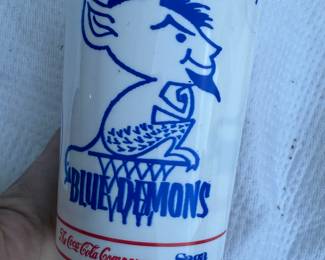 BLUE DEMONS
The Coca-Cola Company